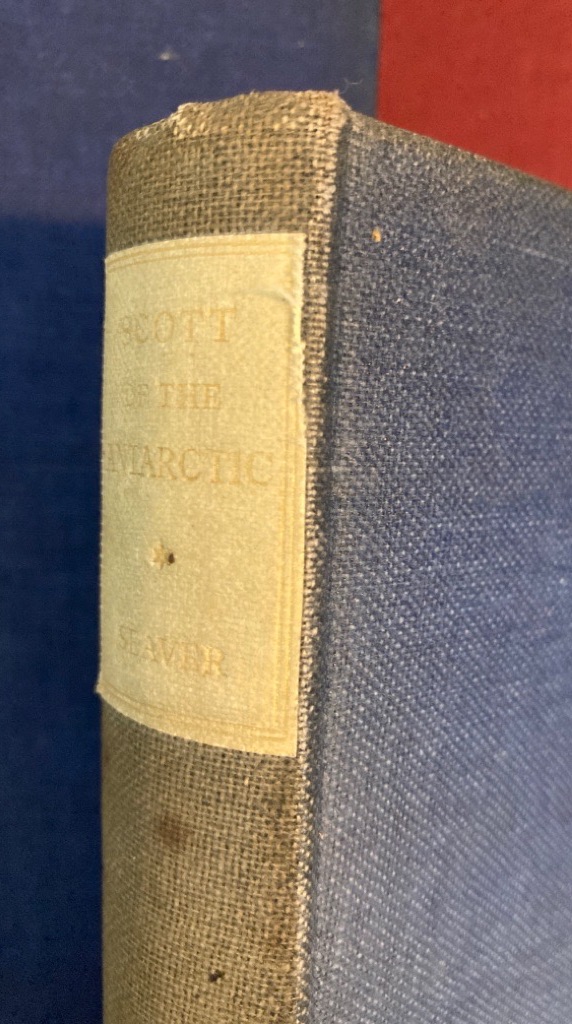 SCOTT
OF THE
ANTARCTIC
SEAVER